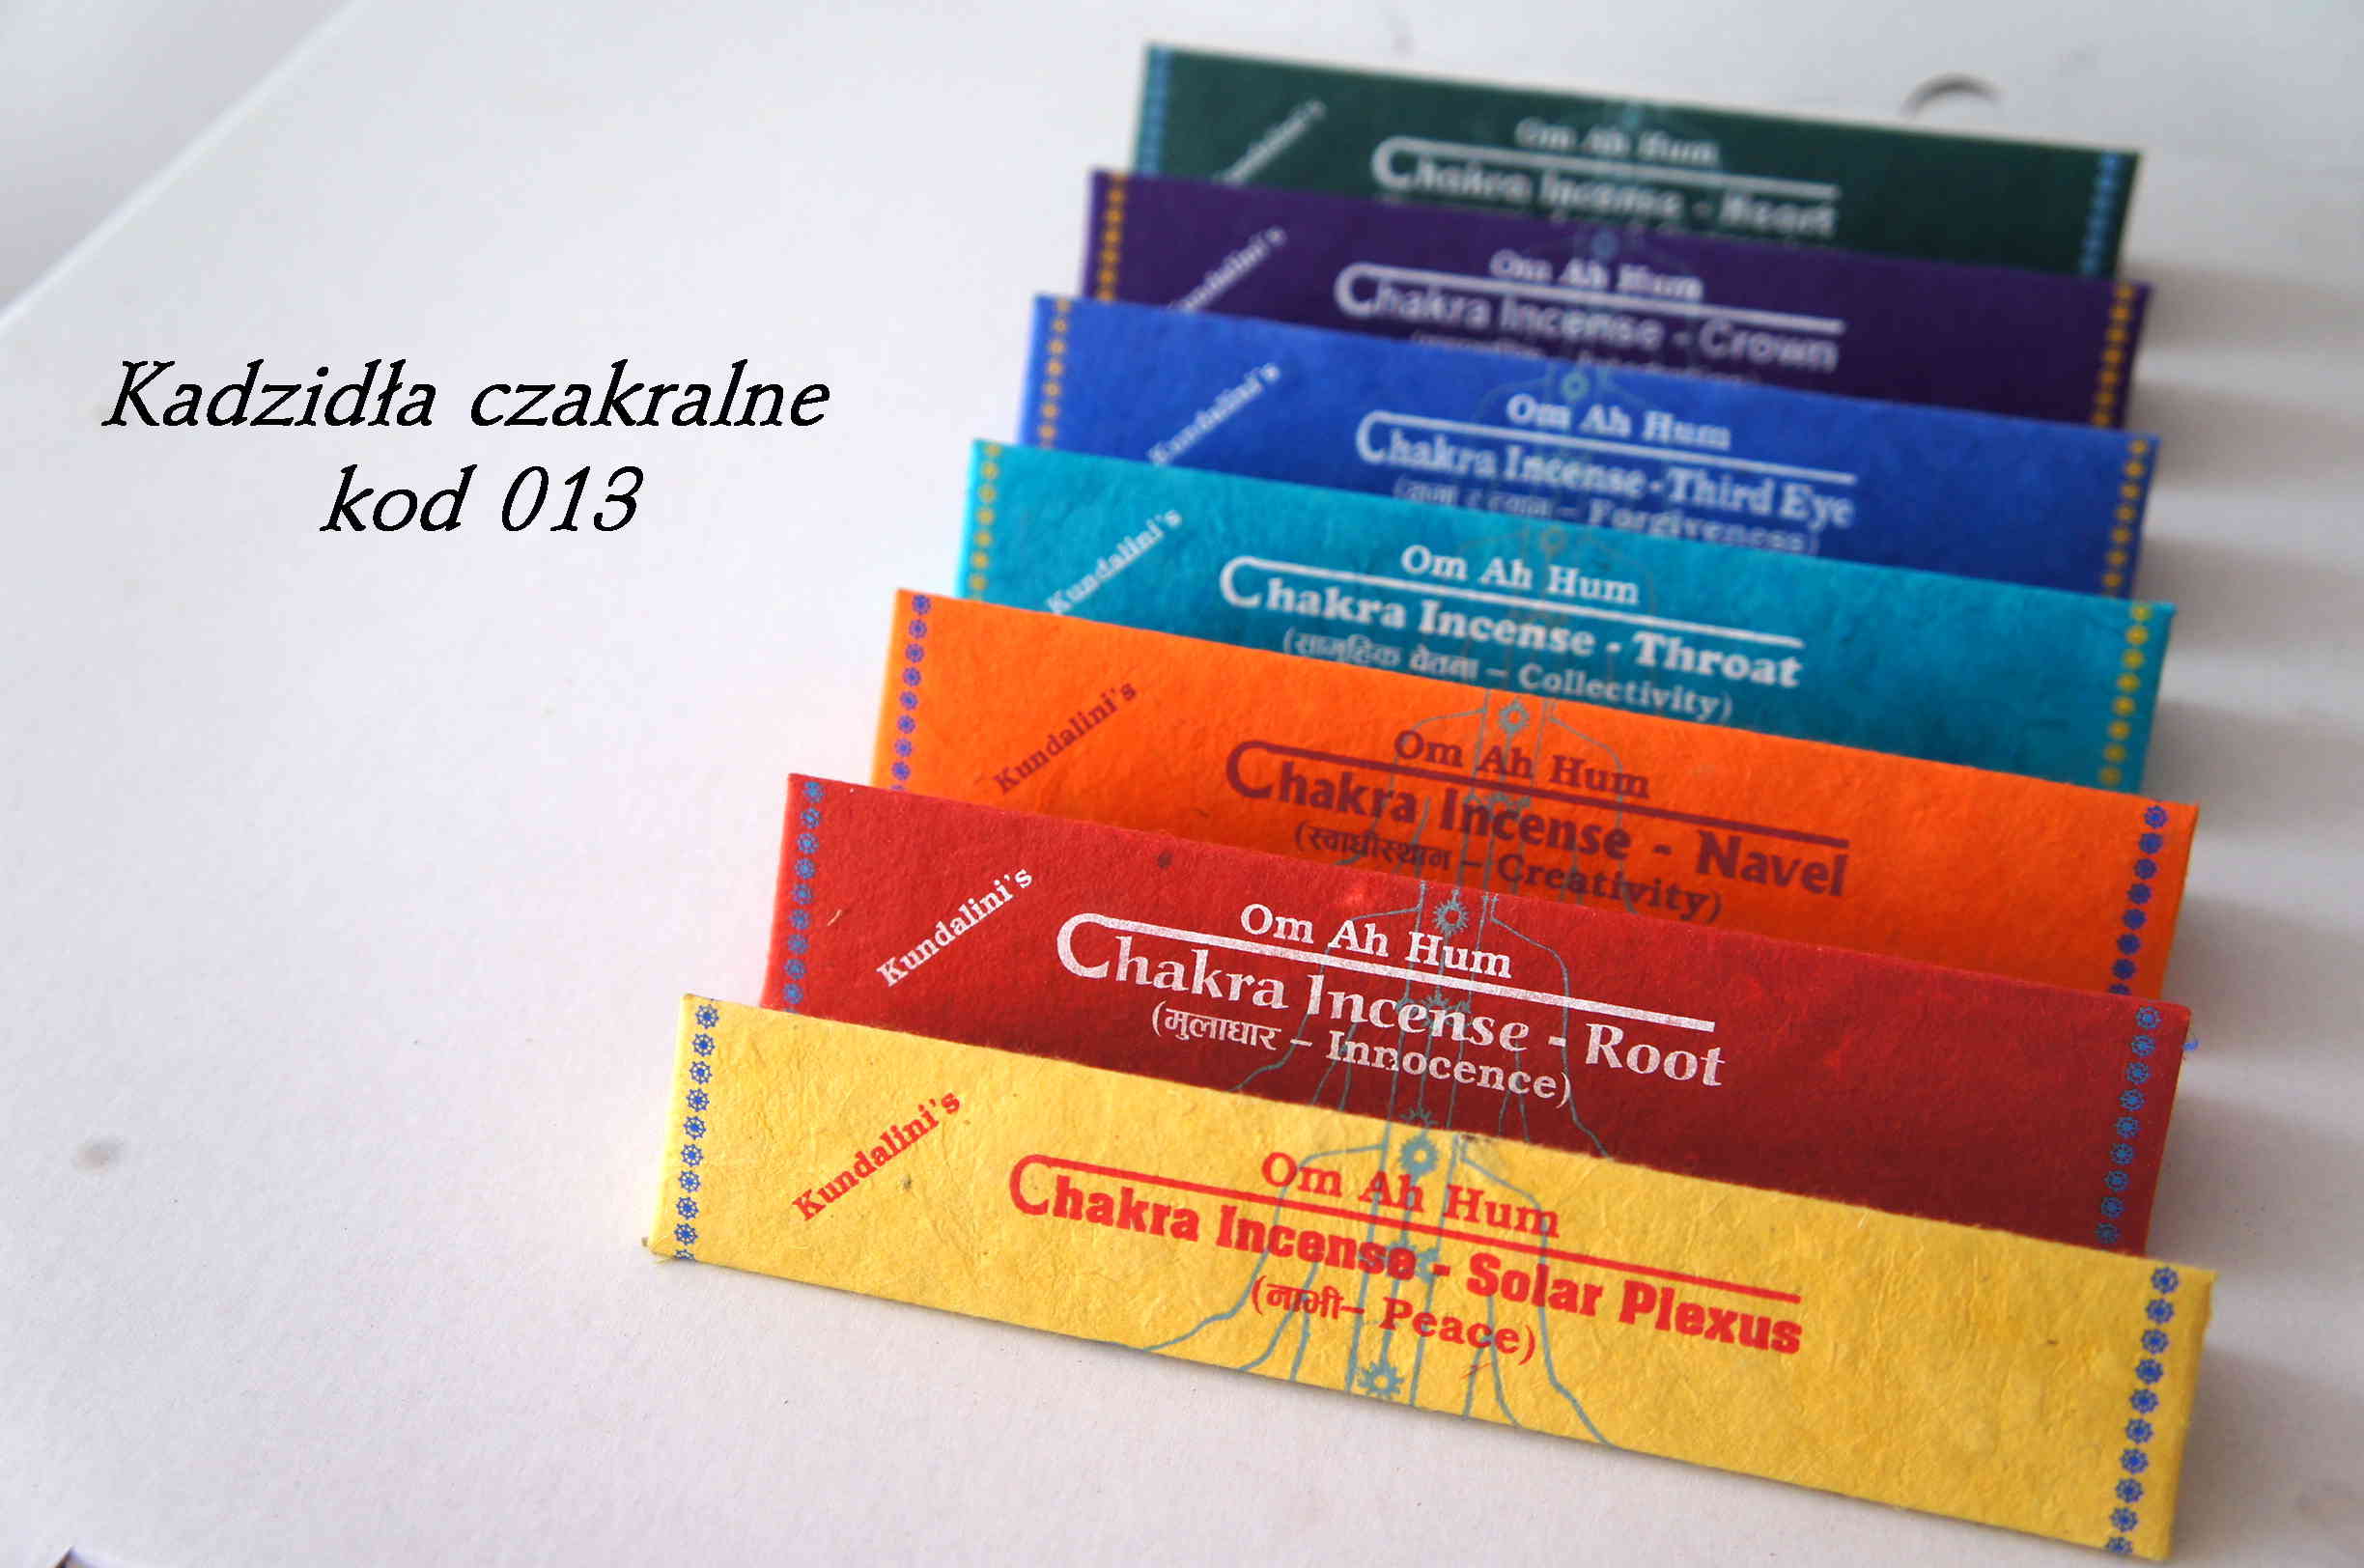 Kadzidła czakralne
kod 013
Om Ah Hum
Chakra Incense - Heart
Kundalini's
Om Ah Hum
Chakra Incense - Crown
Kundalini's
Om Ah Hum
Chakra Incense - Third Eye
– Forgiveness)
Kundalini's
Om Ah Hum
Chakra Incense - Throat
(सामूहिक चेतना – Collectivity)
Kundalini's
Om Ah Hum
Chakra Incense - Navel
(स्वाधीस्थाम – Creativity)
Kundalini's
Om Ah Hum
Chakra Incense - Root
(मुलाधार – Innocence)
Kundalini's
Om Ah Hum
Chakra Incense - Solar Plexus
(नाभी– Peace)